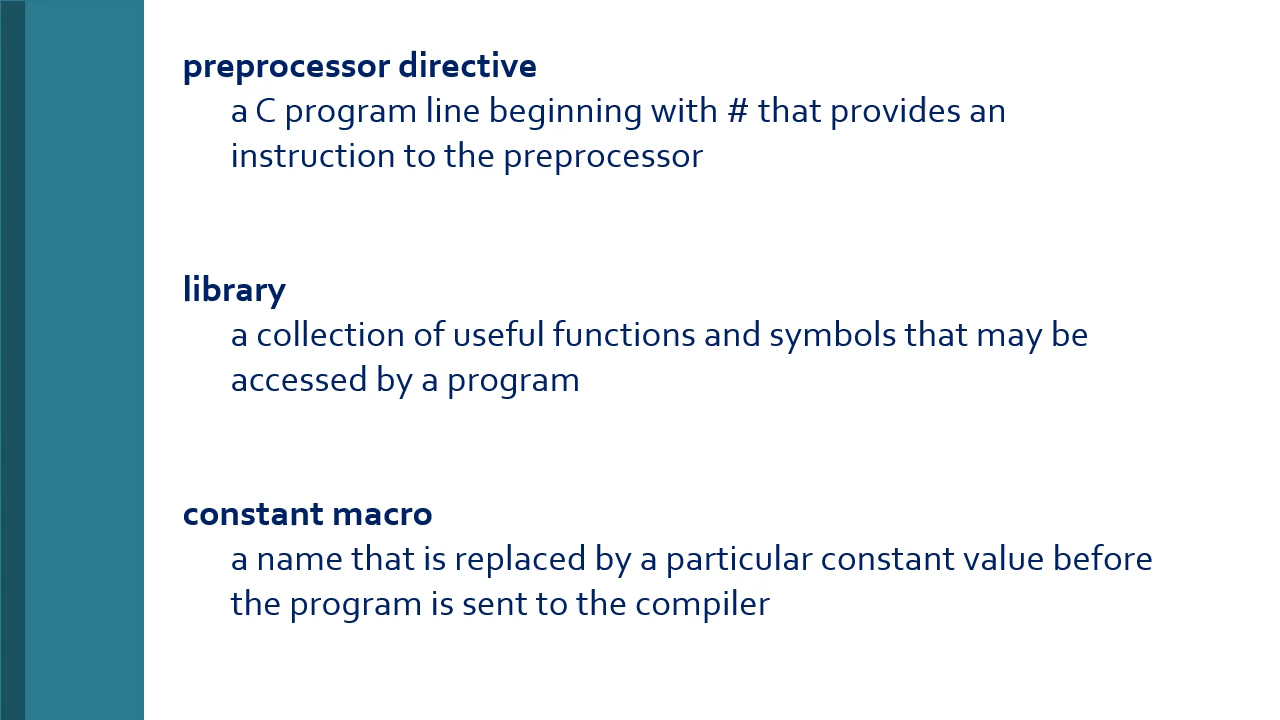 preprocessor directive
a C program line beginning with # that provides an
instruction to the preprocessor
library
a collection of useful functions and symbols that may be
accessed by a program
constant macro
a name that is replaced by a particular constant value before
the program is sent to the compiler